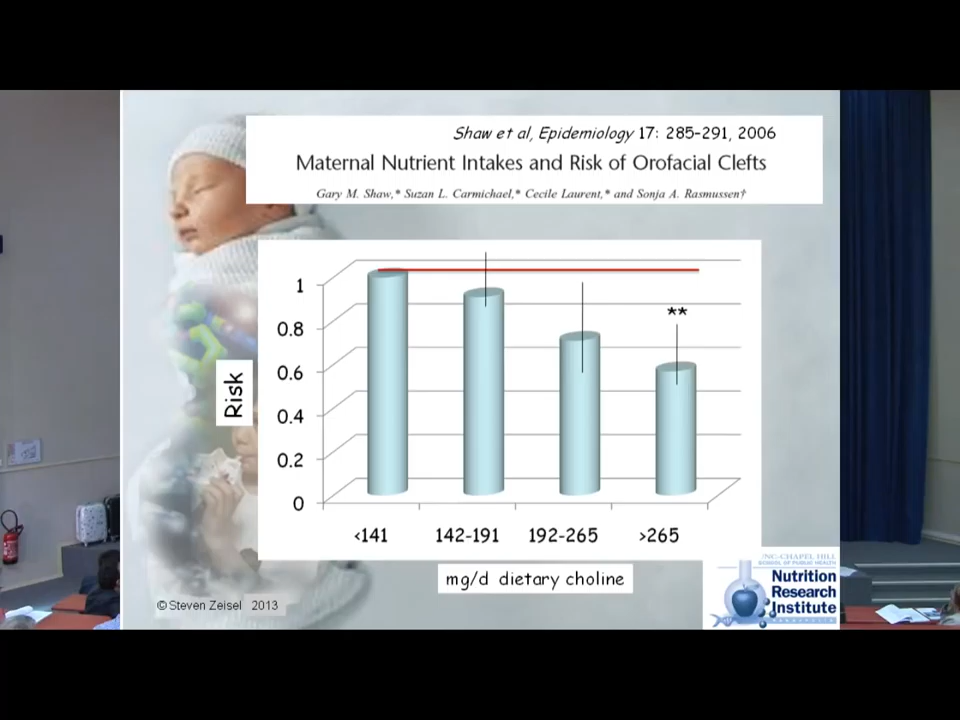 Shaw et al, Epidemiology 17: 285-291, 2006
Maternal Nutrient Intakes and Risk of Orofacial Clefts
Gary M. Shaw,* Suzan L. Carmichael,* Cecile Laurent,* and Sonja A. Rasmussen†
**
1
0.8
0.6
0.4
0.2
0
Risk
<141 142-191 192-265 >265
mg/d dietary choline
UNC-CHAPEL HILL
SCHOOL OF PUBLIC HEALTH
Nutrition
Research
Institute
© Steven Zeisel 2013